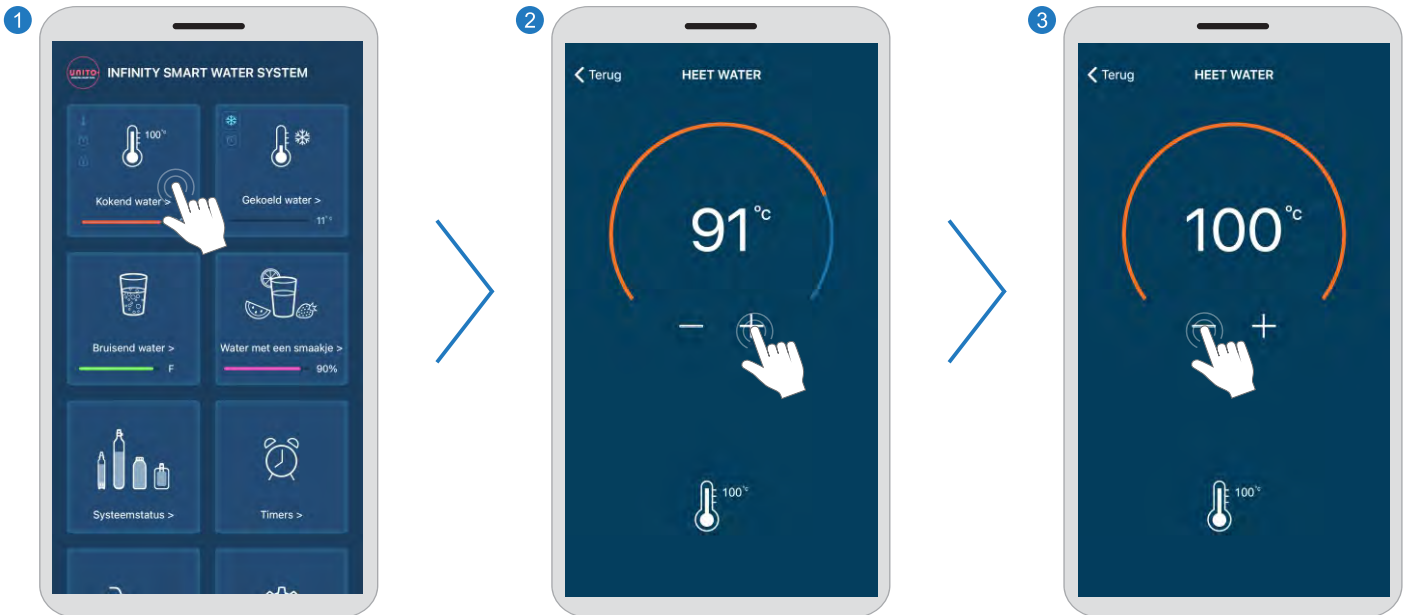 1
UNITO
INFINITY SMART WATER SYSTEM
100°c
Kokend water >
Gekoeld water >
11°c
Bruisend water >
F
Water met een smaakje >
90%
Systeemstatus >
Timers >
2
Terug
HEET WATER
91°c
100°c
3
Terug
HEET WATER
100°c
100°c